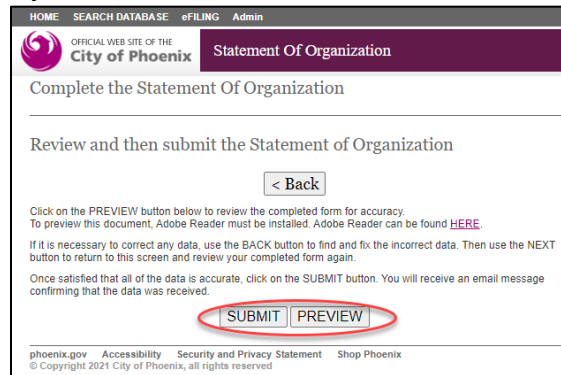 HOME SEARCH DATABASE eFILING Admin
OFFICIAL WEB SITE OF THE
City of Phoenix
Statement Of Organization
Complete the Statement Of Organization
Review and then submit the Statement of Organization
< Back
Click on the PREVIEW button below to review the completed form for accuracy.
To preview this document, Adobe Reader must be installed. Adobe Reader can be found HERE.
If it is necessary to correct any data, use the BACK button to find and fix the incorrect data. Then use the NEXT
button to return to this screen and review your completed form again.
Once satisfied that all of the data is accurate, click on the SUBMIT button. You will receive an email message
confirming that the data was received.
SUBMIT PREVIEW
phoenix.gov Accessibility Security and Privacy Statement Shop Phoenix
© Copyright 2021 City of Phoenix, all rights reserved